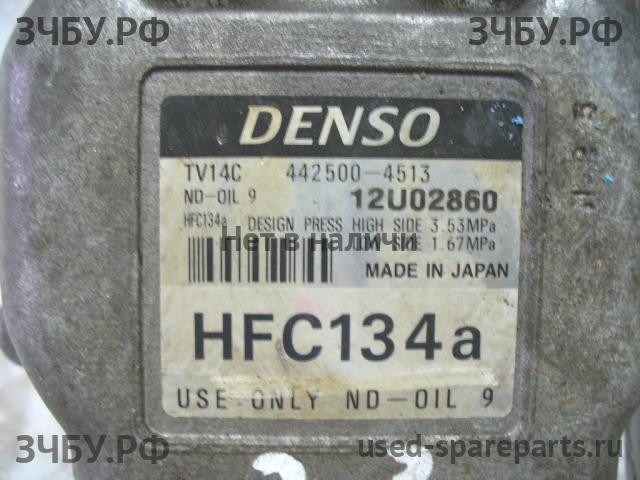 ЗЧБУ.РФ
ЗЧБУ.РФ
DENSO
TV14C 442500-4513
ND-OIL 9 12U02860
HFC134a DESIGN PRESS HIGH SIDE 3.53MPa
SIDE 1.67MPa
Нет в наличии
MADE IN JAPAN
HFC134a
USE ONLY ND-OIL 9
ЗЧБУ.РФ
used-spareparts.ru